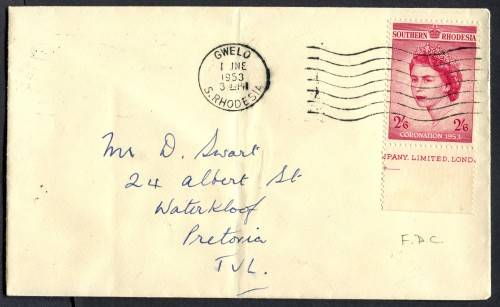 GWELO
1 JNE
1953
3 PM
S. RHODESIA
SOUTHERN RHODESIA
2/6 2/6
CORONATION 1953
MPANY, LIMITED, LOND
Mr D. Swart
24 Albert St
Waterkloof
Pretoria
TVL.
F.D.C.